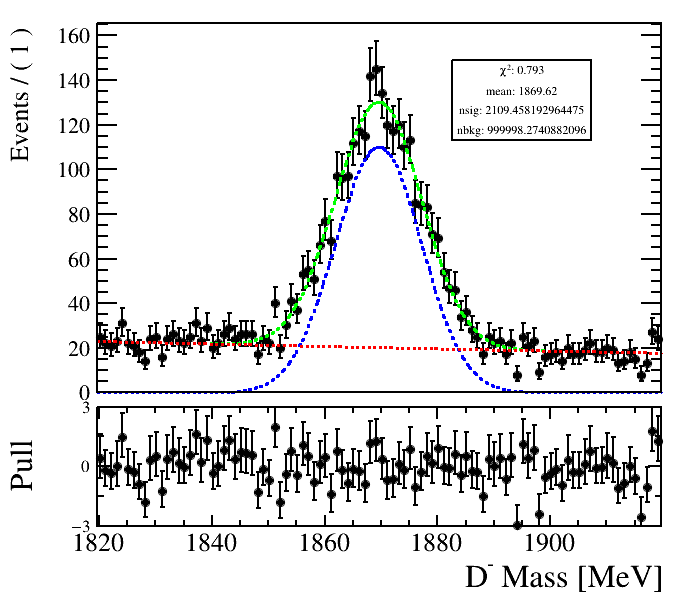 160
140
120
100
80
60
40
20
0
Events / ( 1 )
χ²: 0.793
mean: 1869.62
nsig: 2109.458192964475
nbkg: 999998.2740882096
3
0
−3
Pull
1820 1840 1860 1880 1900
D⁻ Mass [MeV]